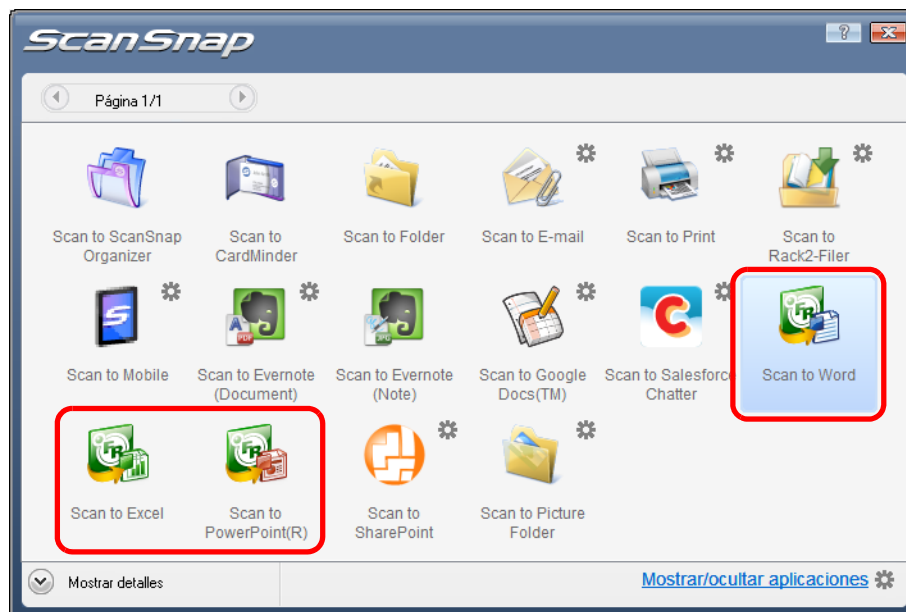 ScanSnap
Página 1/1
Scan to ScanSnap
Organizer
Scan to
CardMinder
Scan to Folder
Scan to E-mail
Scan to Print
Scan to
Rack2-Filer
Scan to Mobile
Scan to Evernote
(Document)
Scan to Evernote
(Note)
Scan to Google
Docs(TM)
Scan to Salesforce
Chatter
Scan to Word
Scan to Excel
Scan to
PowerPoint(R)
Scan to
SharePoint
Scan to Picture
Folder
Mostrar detalles
Mostrar/ocultar aplicaciones